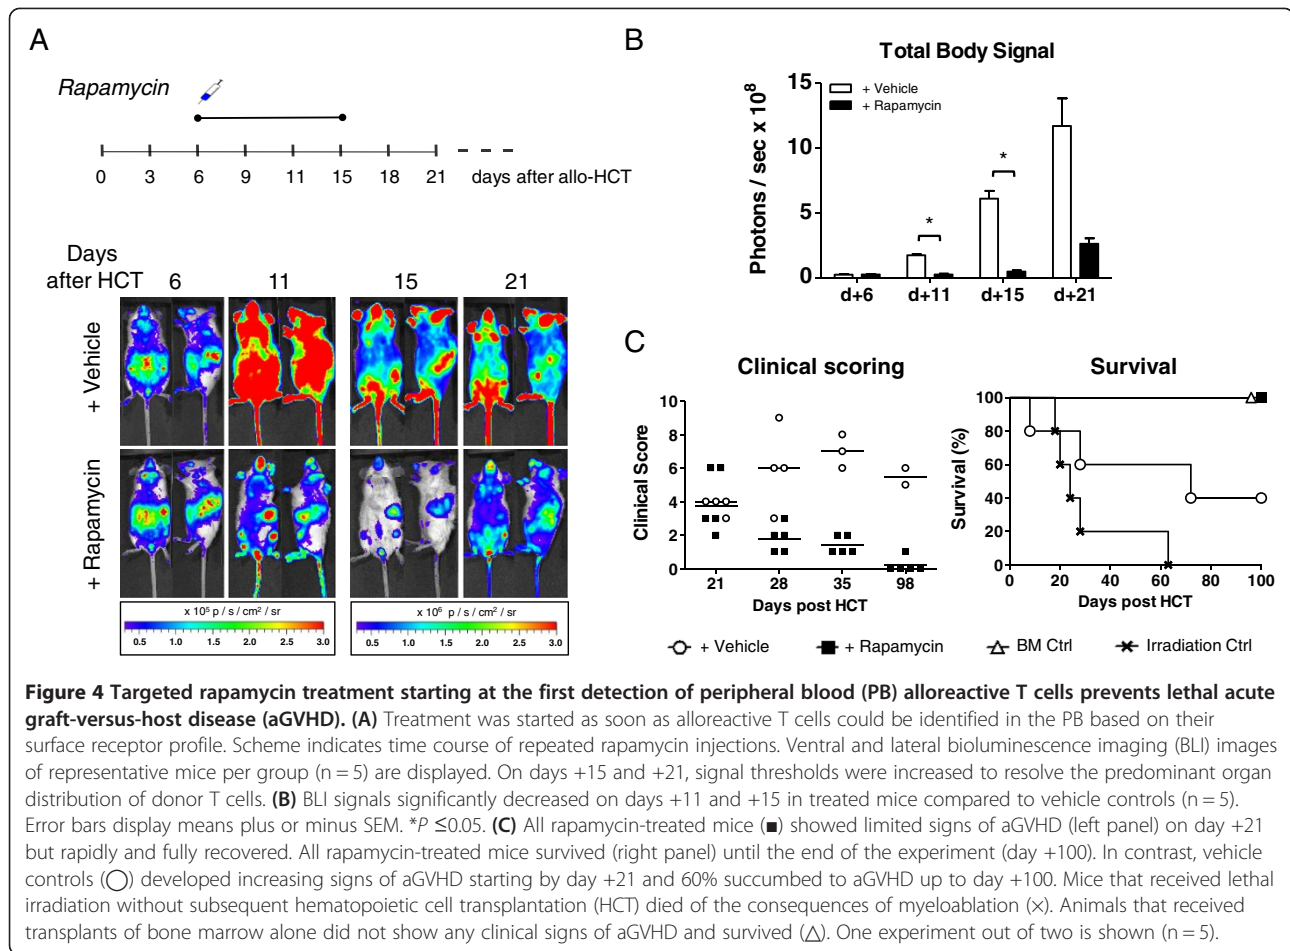 A
Rapamycin
0 3 6 9 11 15 18 21 days after allo-HCT
Days
after HCT 6 11 15 21
+ Vehicle
+ Rapamycin
x 10⁵ p / s / cm² / sr
0.5 1.0 2.0 3.0
x 10⁶ p / s / cm² / sr
0.5 1.0 2.0 3.0
B
Total Body Signal
+ Vehicle
+ Rapamycin
Photons / sec x 10⁸
15
10
5
0
* *
d+6 d+11 d+15 d+21
C
Clinical scoring
Clinical Score
10
8
6
4
2
0
21 28 35 98
Days post HCT
Survival
Survival (%)
80
60
40
20
0
0 20 40 60 80 100
Days post HCT
+ Vehicle + Rapamycin BM Ctrl Irradiation Ctrl
Figure 4 Targeted rapamycin treatment starting at the first detection of peripheral blood (PB) alloreactive T cells prevents lethal acute
graft-versus-host disease (aGVHD). (A) Treatment was started as soon as alloreactive T cells could be identified in the PB based on their
surface receptor profile. Scheme indicates time course of repeated rapamycin injections. Ventral and lateral bioluminescence imaging (BLI) images
of representative mice per group (n = 5) are displayed. On days +15 and +21, signal thresholds were increased to resolve the predominant organ
distribution of donor T cells. (B) BLI signals significantly decreased on days +11 and +15 in treated mice compared to vehicle controls (n = 5).
Error bars display means plus or minus SEM. *P ≤0.05. (C) All rapamycin-treated mice (■) showed limited signs of aGVHD (left panel) on day +21
but rapidly and fully recovered. All rapamycin-treated mice survived (right panel) until the end of the experiment (day +100). In contrast, vehicle
controls (◯) developed increasing signs of aGVHD starting by day +21 and 60% succumbed to aGVHD up to day +100. Mice that received lethal
irradiation without subsequent hematopoietic cell transplantation (HCT) died of the consequences of myeloablation (×). Animals that received
transplants of bone marrow alone did not show any clinical signs of aGVHD and survived (△). One experiment out of two is shown (n = 5).